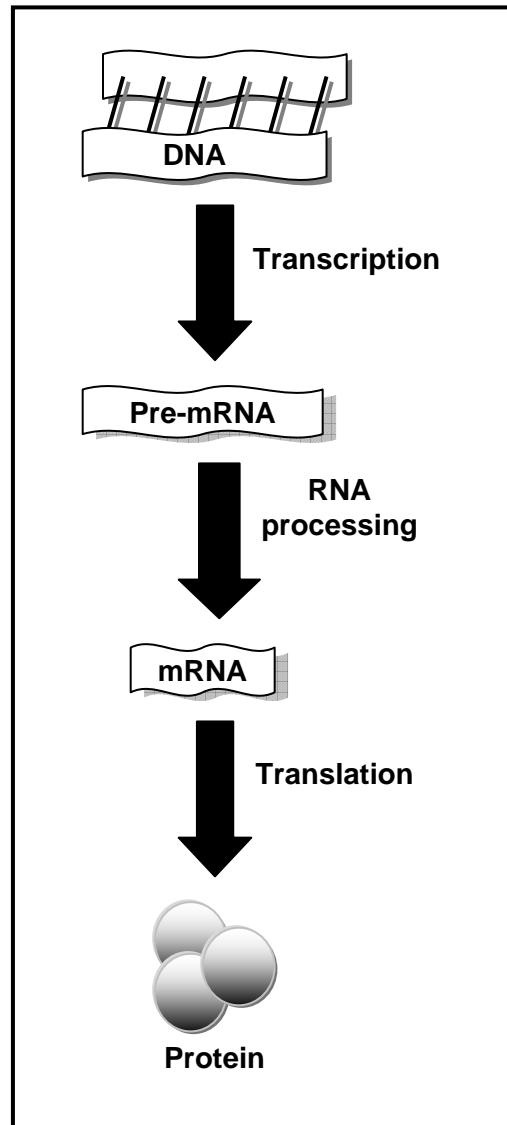 DNA
Transcription
Pre-mRNA
RNA
processing
mRNA
Translation
Protein